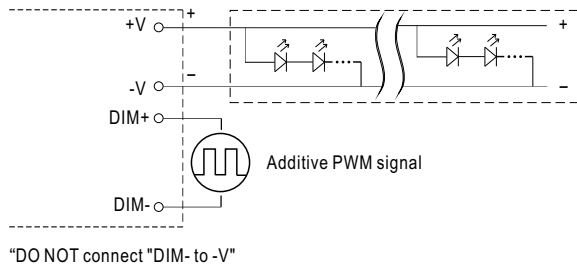 +V
+
+
-V
−
−
DIM+
Additive PWM signal
DIM-
“DO NOT connect "DIM- to -V"